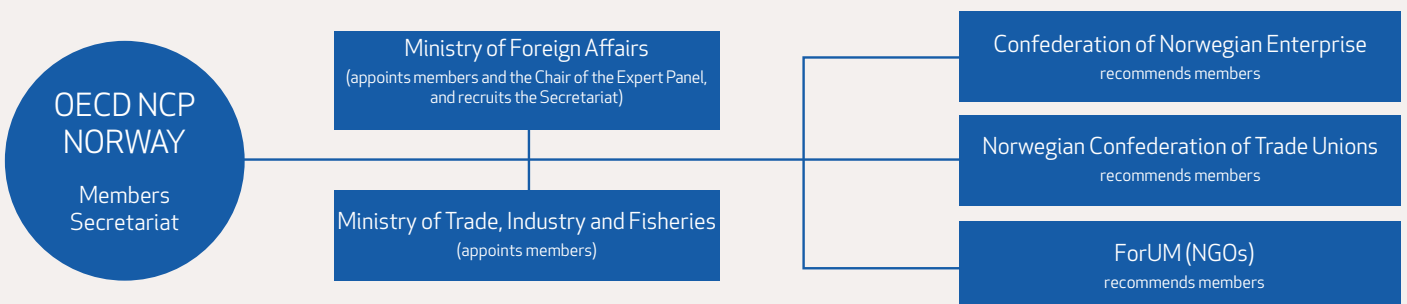 OECD NCP
NORWAY
Members
Secretariat
Ministry of Foreign Affairs
(appoints members and the Chair of the Expert Panel,
and recruits the Secretariat)
Ministry of Trade, Industry and Fisheries
(appoints members)
Confederation of Norwegian Enterprise
recommends members
Norwegian Confederation of Trade Unions
recommends members
ForUM (NGOs)
recommends members